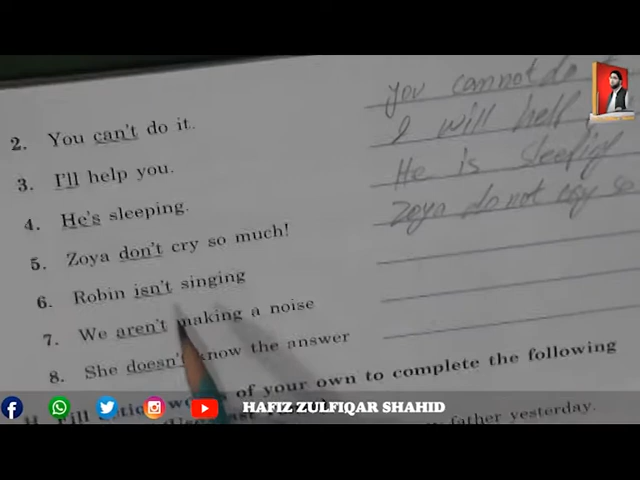 2. You can't do it.
You cannot do
3. I'll help you.
I will help
4. He's sleeping.
He is
5. Zoya don't cry so much!
Zoya do not cry so
6. Robin isn't singing
7. We aren't making a noise
8. She doesn't know the answer
of your own to complete the following
father yesterday.
HAFIZ ZULFIQAR SHAHID